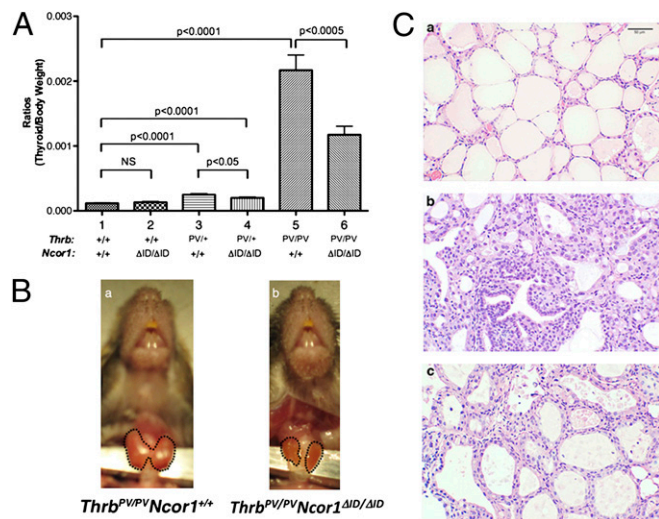 A
0.003
p<0.0001
p<0.0005
0.002
Ratios
(Thyroid/Body Weight)
p<0.0001
0.001
p<0.0001
NS
p<0.05
0.000
1 2 3 4 5 6
Thrb: +/+ +/+ PV/+ PV/+ PV/PV PV/PV
Ncor1: +/+ ΔID/ΔID +/+ ΔID/ΔID +/+ ΔID/ΔID
B
a
b
Thrb^PV/PV Ncor1^+/+
Thrb^PV/PV Ncor1^ΔID/ΔID
C
a
b
c